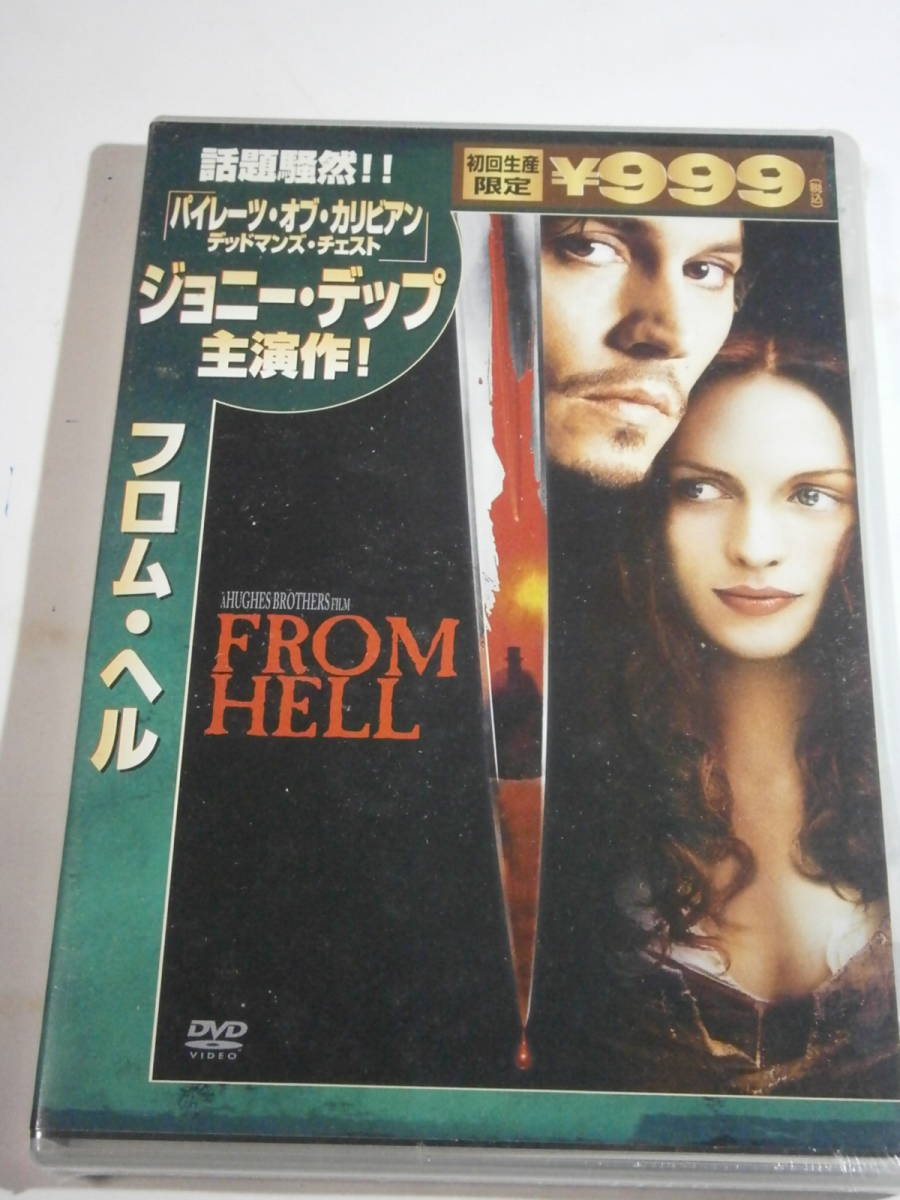 話題騒然!!
「パイレーツ・オブ・カリビアン
デッドマンズ・チェスト」
ジョニー・デップ
主演作!
初回生産
限定
¥999
(税込)
フロム・ヘル
A HUGHES BROTHERS FILM
FROM
HELL
DVD
VIDEO